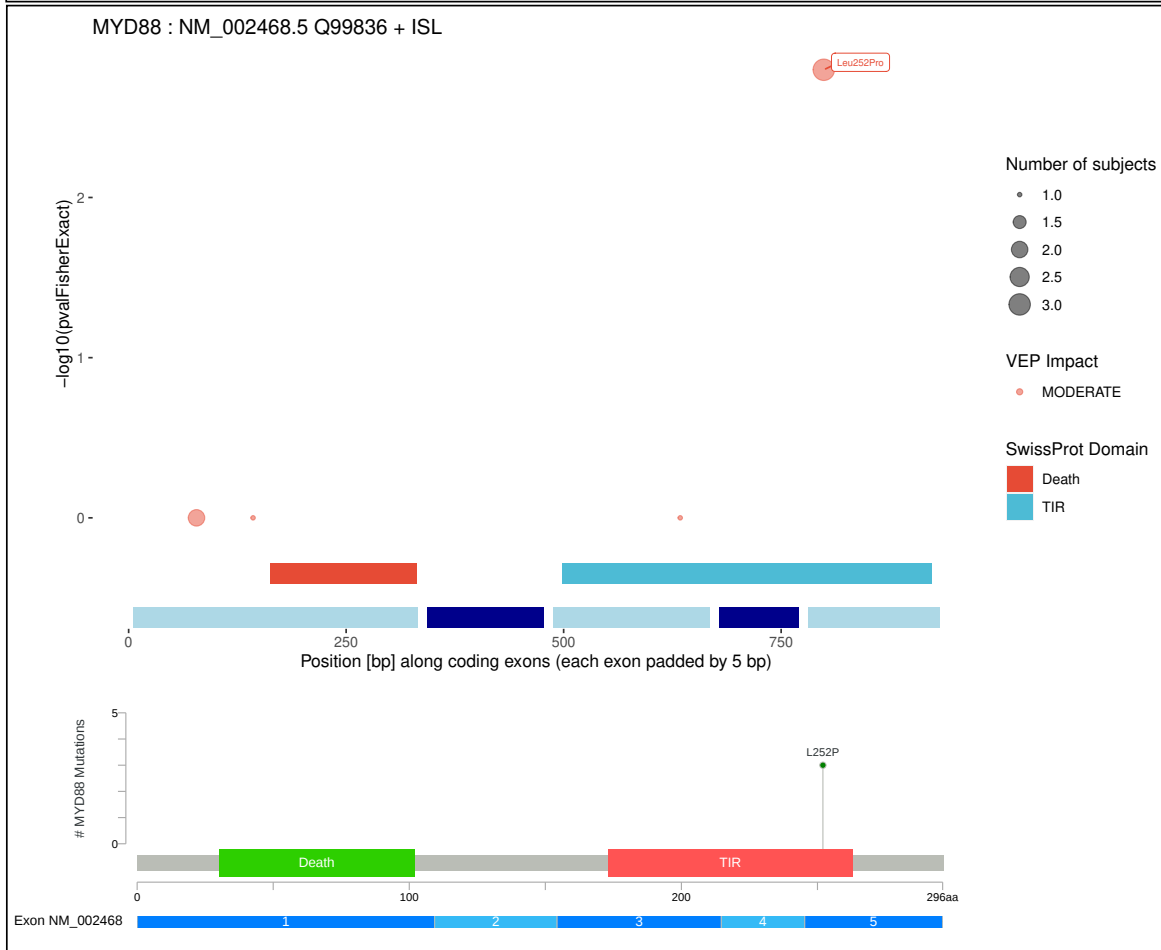 MYD88 : NM_002468.5 Q99836 + ISL
Leu252Pro
−log10(pvalFisherExact)
2
1
0
0
250
500
750
Position [bp] along coding exons (each exon padded by 5 bp)
Number of subjects
1.0
1.5
2.0
2.5
3.0
VEP Impact
MODERATE
SwissProt Domain
Death
TIR
# MYD88 Mutations
5
0
L252P
Death
TIR
0
100
200
296aa
Exon NM_002468
1
2
3
4
5